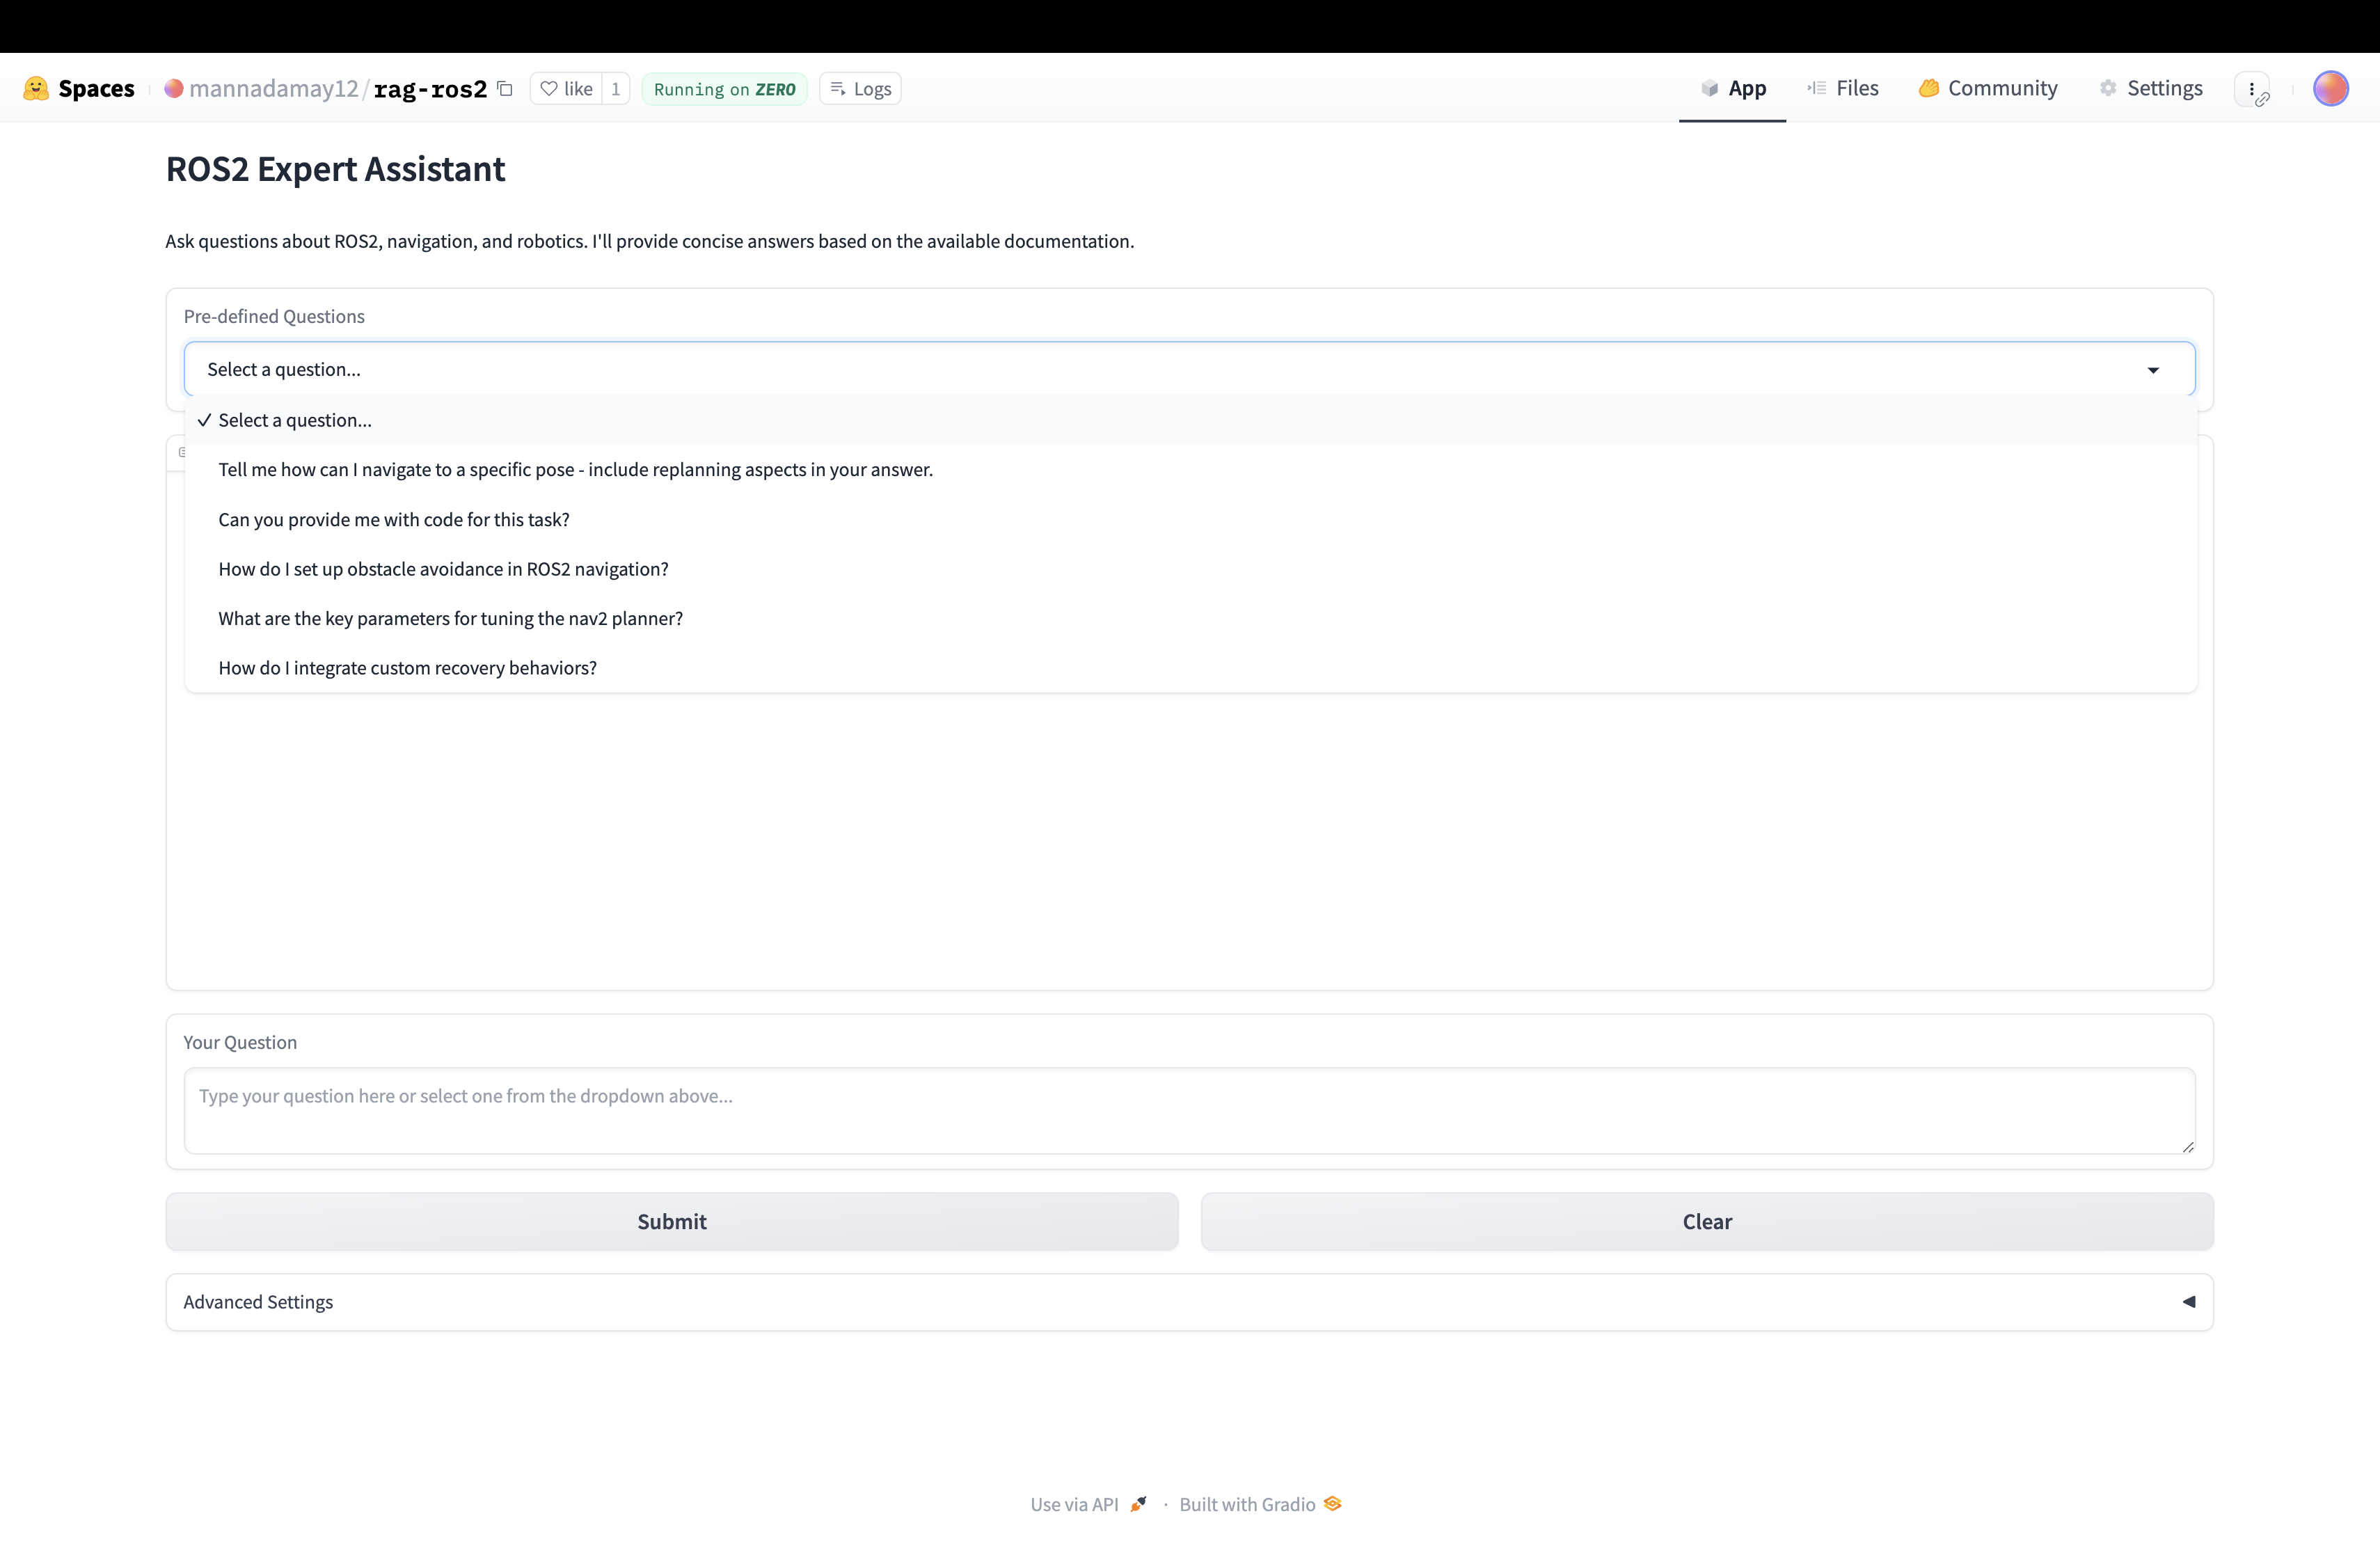 Spaces mannadamay12/rag-ros2 like 1 Running on ZERO Logs App Files Community Settings
ROS2 Expert Assistant
Ask questions about ROS2, navigation, and robotics. I'll provide concise answers based on the available documentation.
Pre-defined Questions
Select a question...
✓ Select a question...
Tell me how can I navigate to a specific pose - include replanning aspects in your answer.
Can you provide me with code for this task?
How do I set up obstacle avoidance in ROS2 navigation?
What are the key parameters for tuning the nav2 planner?
How do I integrate custom recovery behaviors?
Your Question
Type your question here or select one from the dropdown above...
Submit Clear
Advanced Settings
Use via API · Built with Gradio